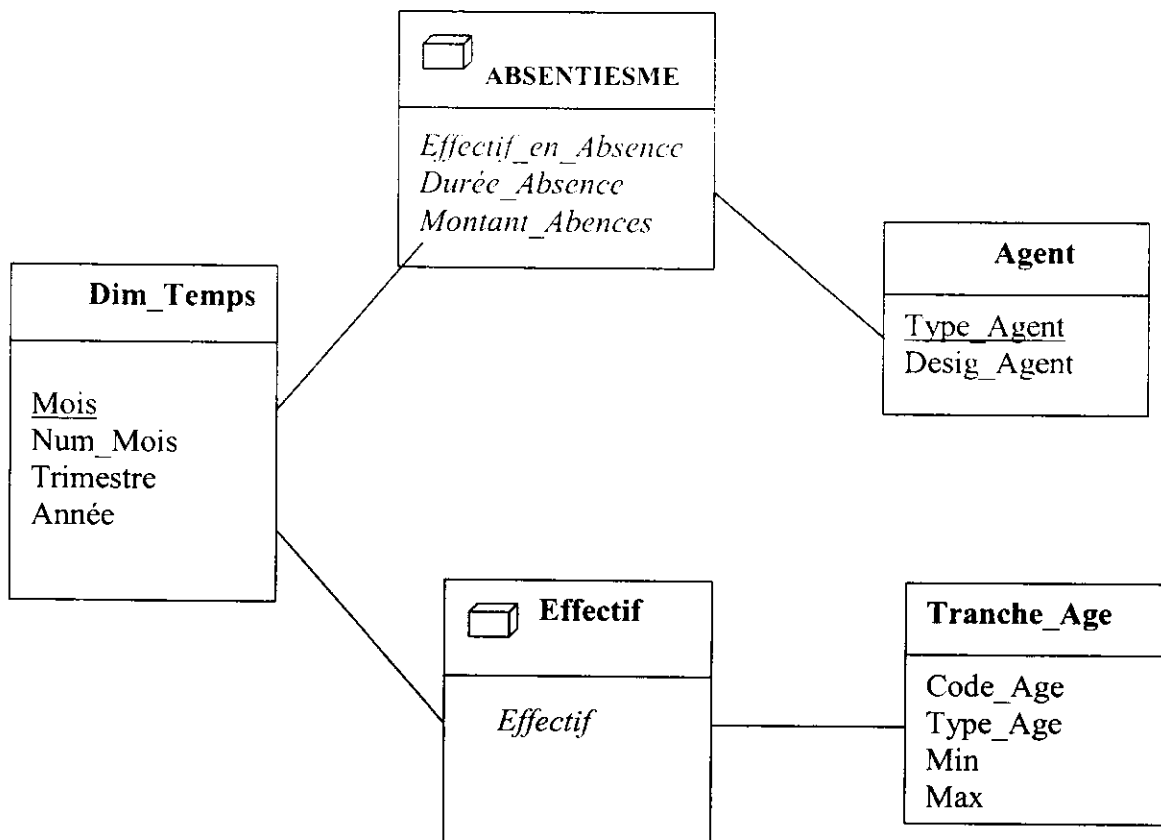 ABSENTIESME
Effectif_en_Absence
Durée_Absence
Montant_Abences
Agent
Type_Agent
Desig_Agent
Dim_Temps
Mois
Num_Mois
Trimestre
Année
Effectif
Effectif
Tranche_Age
Code_Age
Type_Age
Min
Max